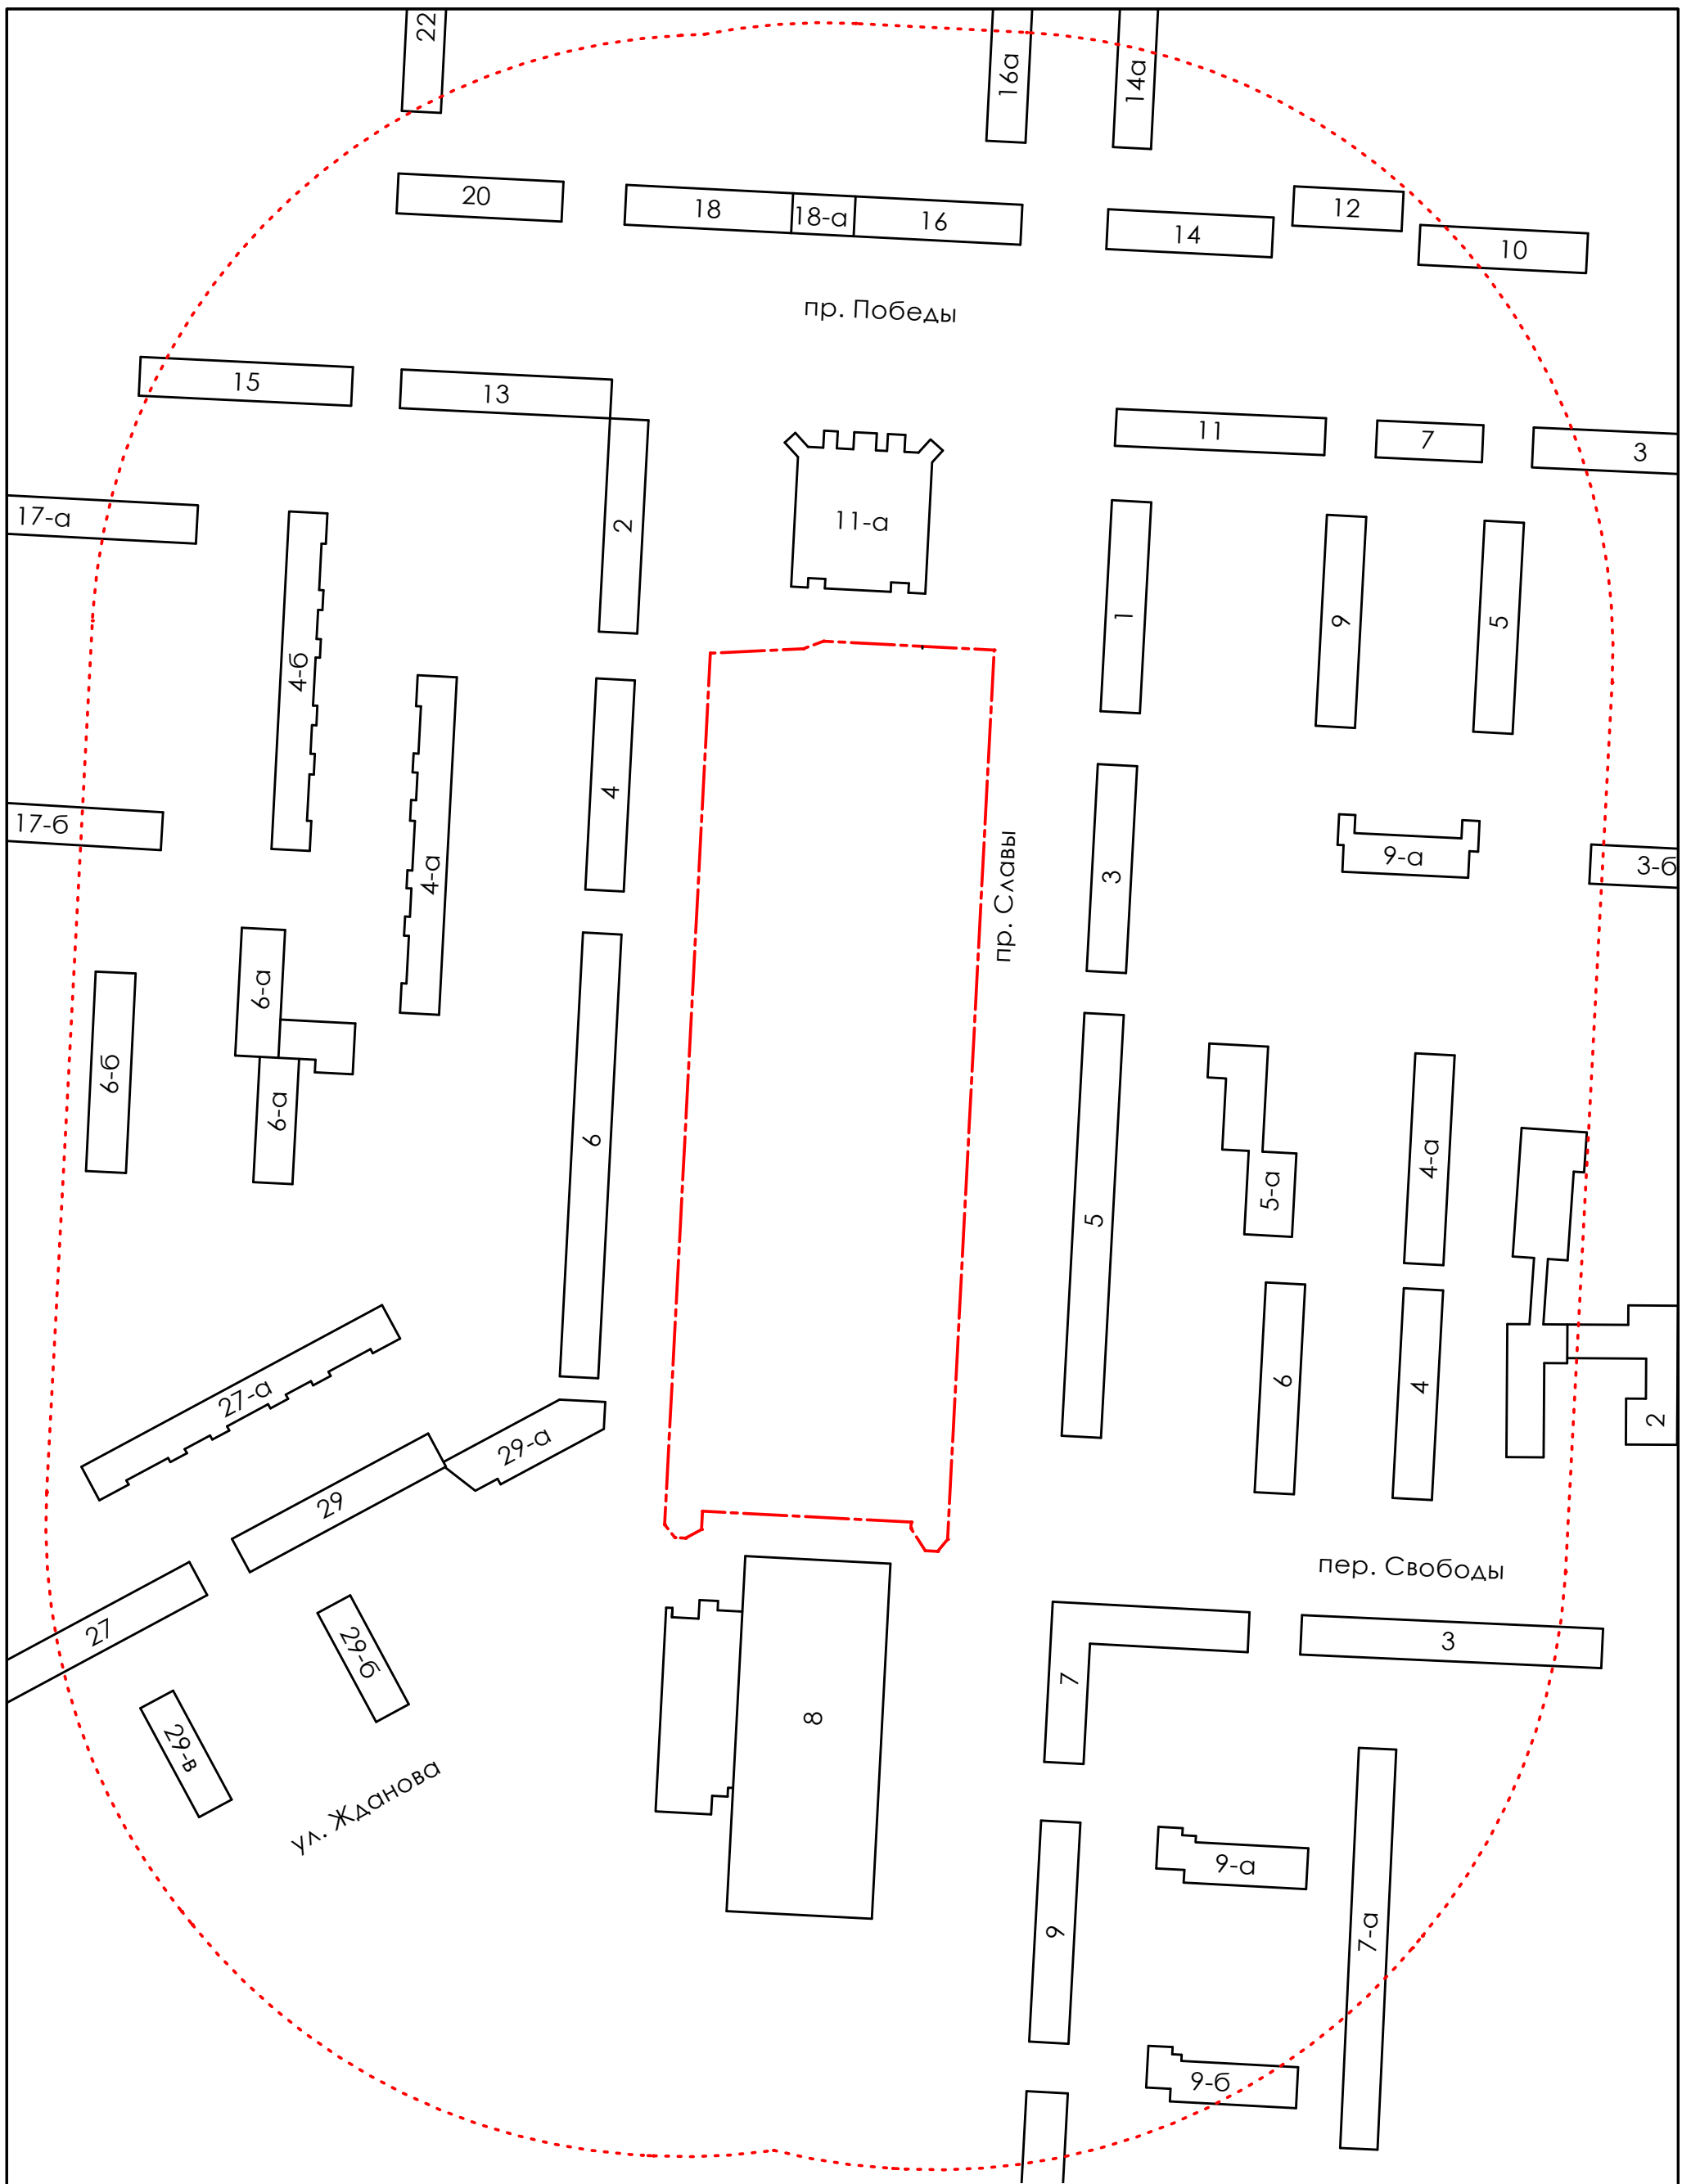 22
16а
14а
20
18
18-а
16
14
12
10
пр. Победы
15
13
11
7
3
17-а
2
11-а
1
9
5
4-б
4
17-б
4-а
пр. Славы
3
9-а
3-б
6-а
6-б
6-а
6
5
5-а
4-а
27-а
29-а
29
6
4
2
пер. Свободы
27
29-б
3
7
8
29-в
ул. Жданова
9-а
9
7-а
9-б